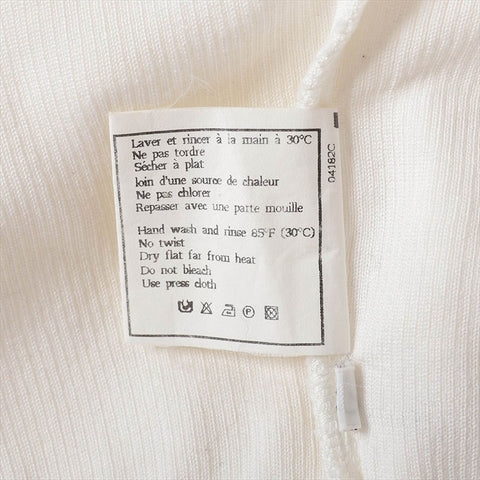 Laver et rincer à la main à 30°C
Ne pas tordre
Sécher à plat
loin d'une source de chaleur
Ne pas chlorer
Repasser avec une parte mouille
Hand wash and rinse 85°F (30°C)
No twist
Dry flat far from heat
Do not bleach
Use press cloth
P
04182C